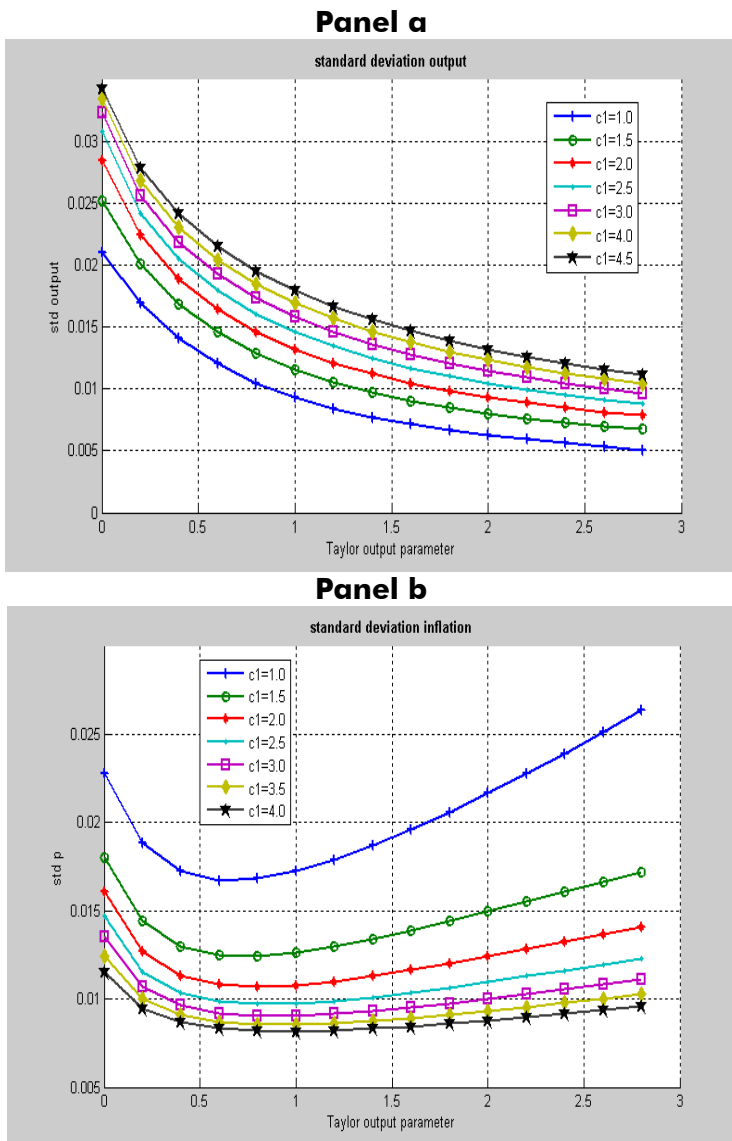 Panel a
standard deviation output
c1=1.0
c1=1.5
c1=2.0
c1=2.5
c1=3.0
c1=4.0
c1=4.5
0.03
0.025
0.02
0.015
0.01
0.005
0
std output
0 0.5 1 1.5 2 2.5 3
Taylor output parameter
Panel b
standard deviation inflation
c1=1.0
c1=1.5
c1=2.0
c1=2.5
c1=3.0
c1=3.5
c1=4.0
0.025
0.02
0.015
0.01
0.005
std p
0 0.5 1 1.5 2 2.5 3
Taylor output parameter